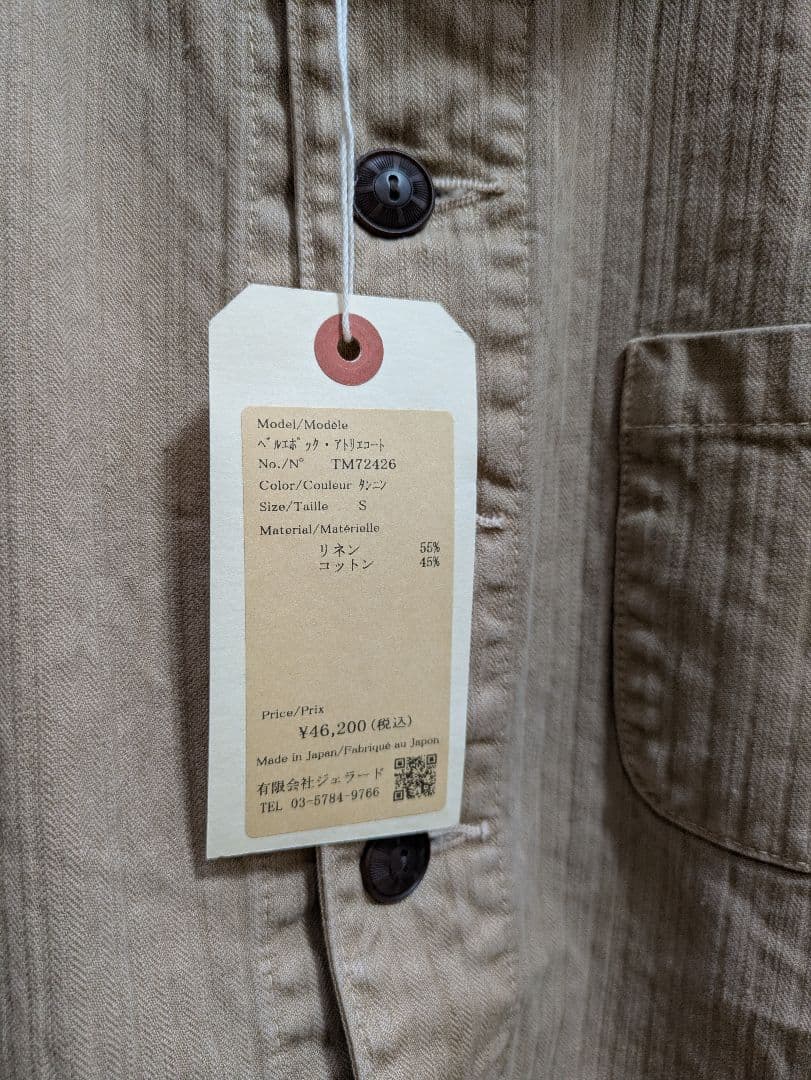 Model/Modèle
ﾍﾞﾙｴﾎﾟｯｸ・ｱﾄﾘｴｺｰﾄ
No./N° TM72426
Color/Couleur ﾀﾝﾆﾝ
Size/Taille S
Material/Matérielle
リネン 55%
コットン 45%
Price/Prix
¥46,200(税込)
Made in Japan/Fabriqué au Japon
有限会社ジェラード
TEL 03-5784-9766